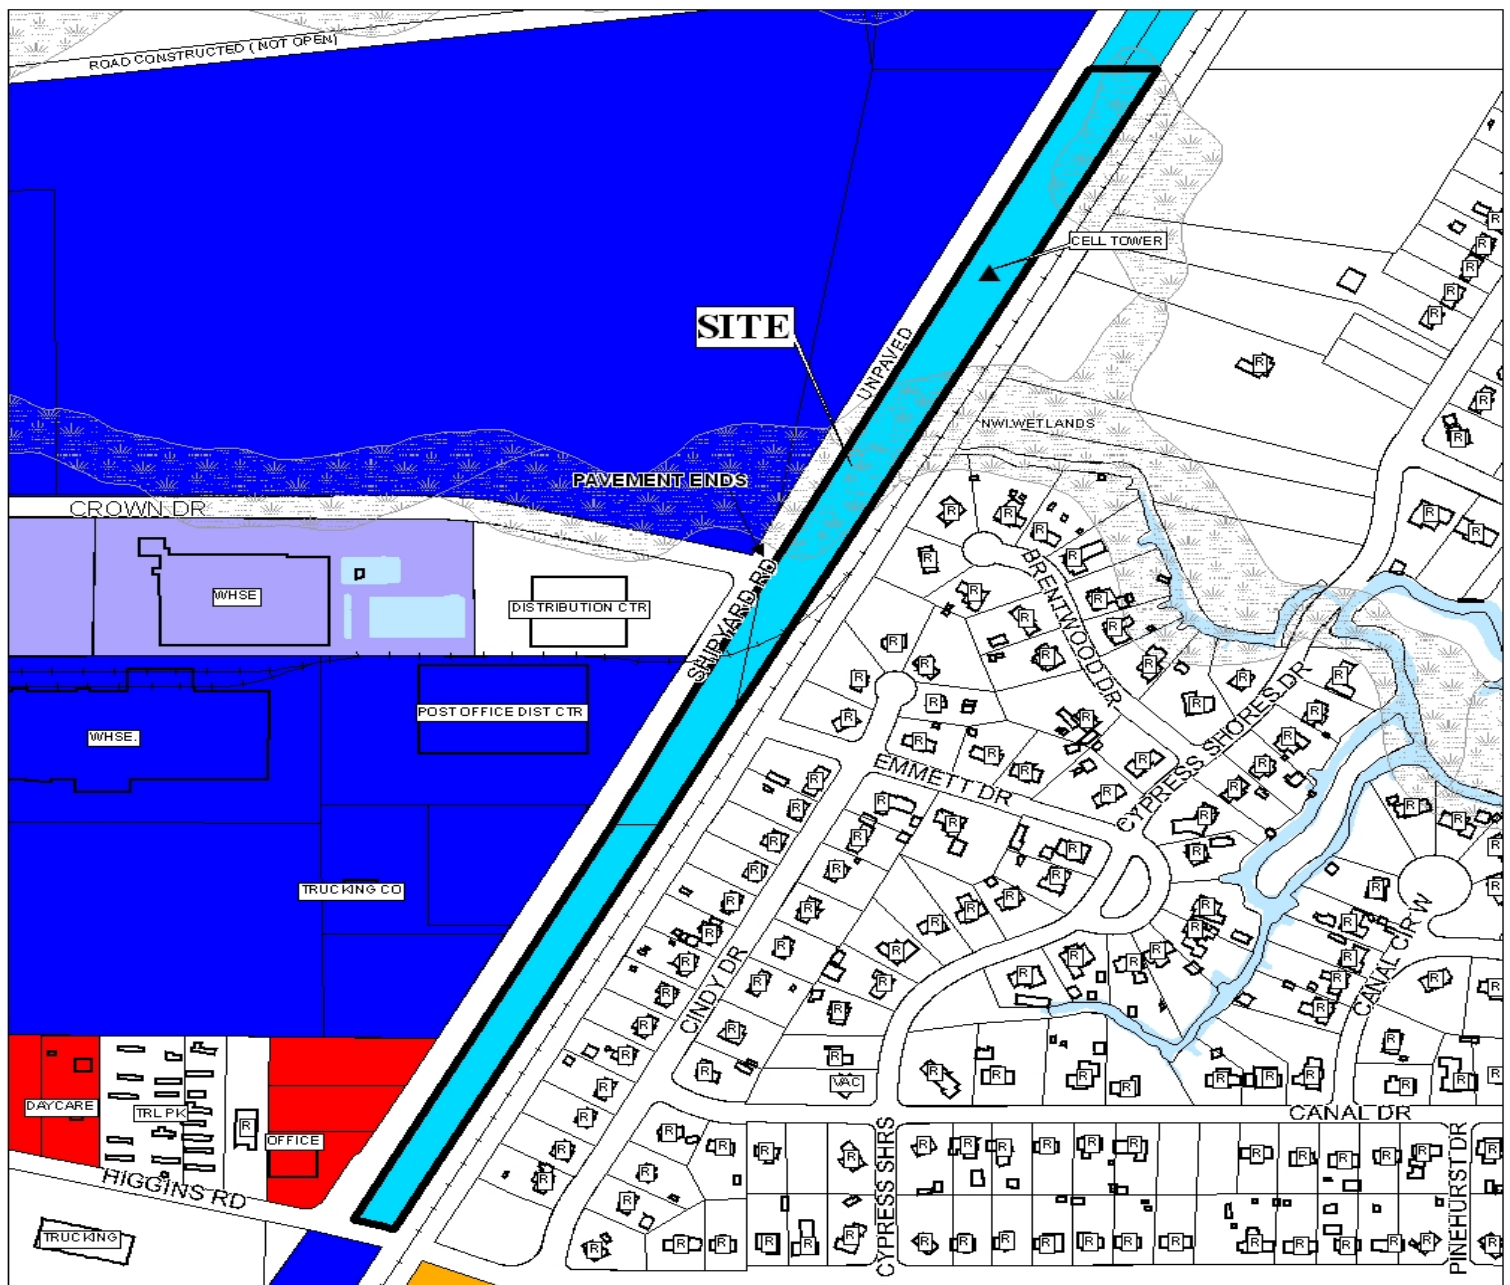 ROAD CONSTRUCTED ( NOT OPEN)
CELL TOWER
SITE
UNPAVED
NWI WETLANDS
PAVEMENT ENDS
CROWN DR
SHIPYARD RD
WHSE
DISTRIBUTION CTR
BRENTWOOD DR
POST OFFICE DIST CTR
WHSE.
CYPRESS SHORES DR
EMMETT DR
TRUCKING CO
CINDY DR
CANAL CIR W
DAYCARE
TRL PK
R
OFFICE
VAC
CANAL DR
HIGGINS RD
TRUCKING
CYPRESS SHRS
PINEHURST DR